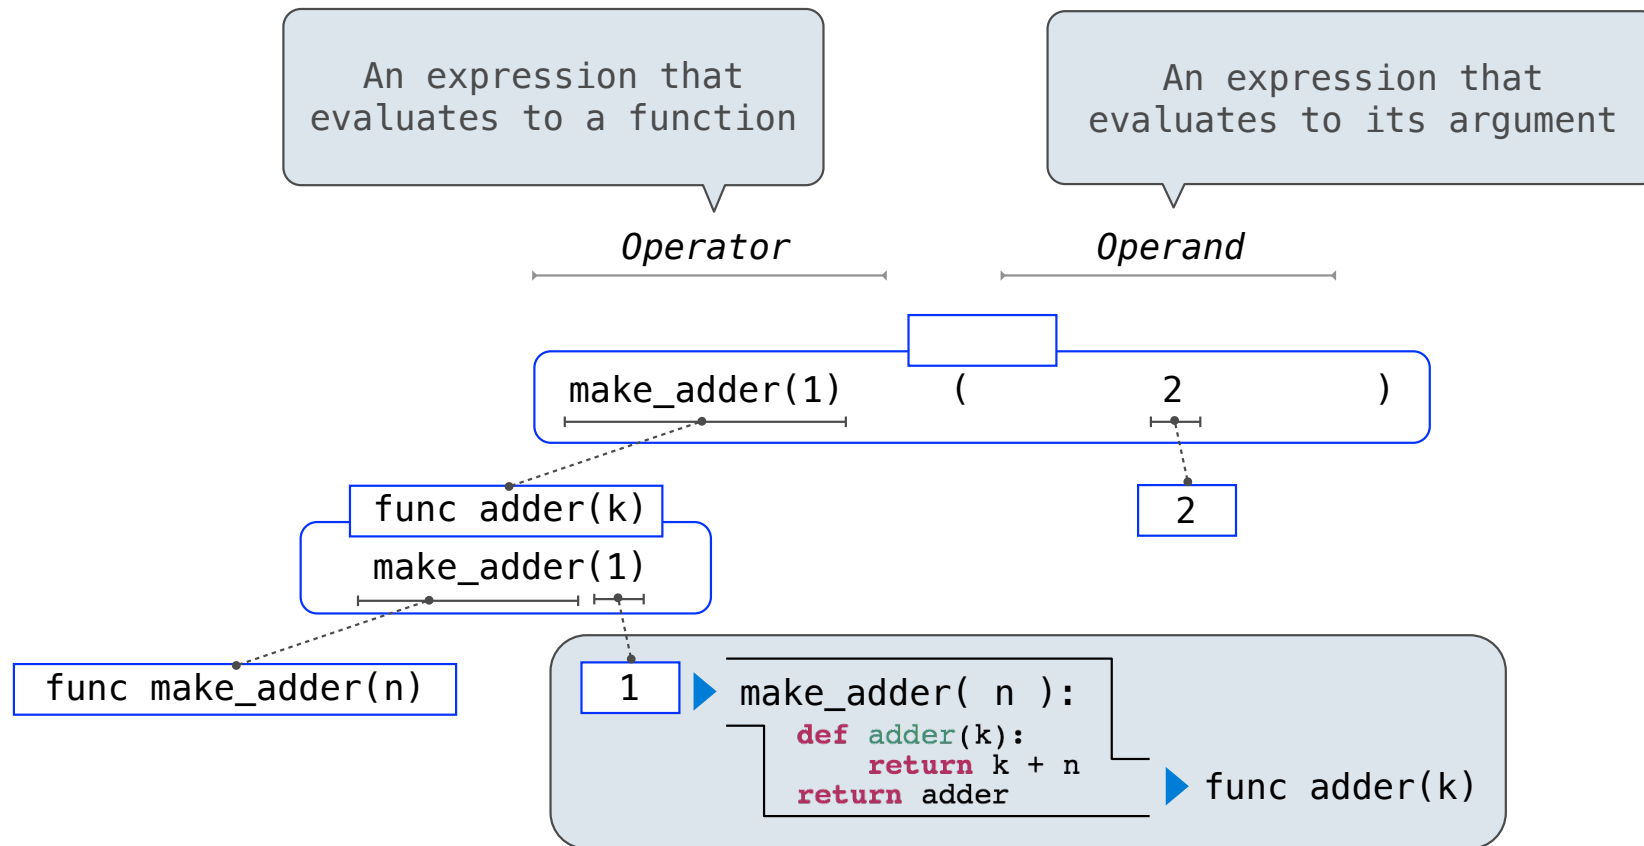 An expression that
evaluates to a function
An expression that
evaluates to its argument
Operator
Operand
make_adder(1) ( 2 )
func adder(k)
2
make_adder(1)
func make_adder(n)
1
make_adder( n ):
def adder(k):
return k + n
return adder
func adder(k)